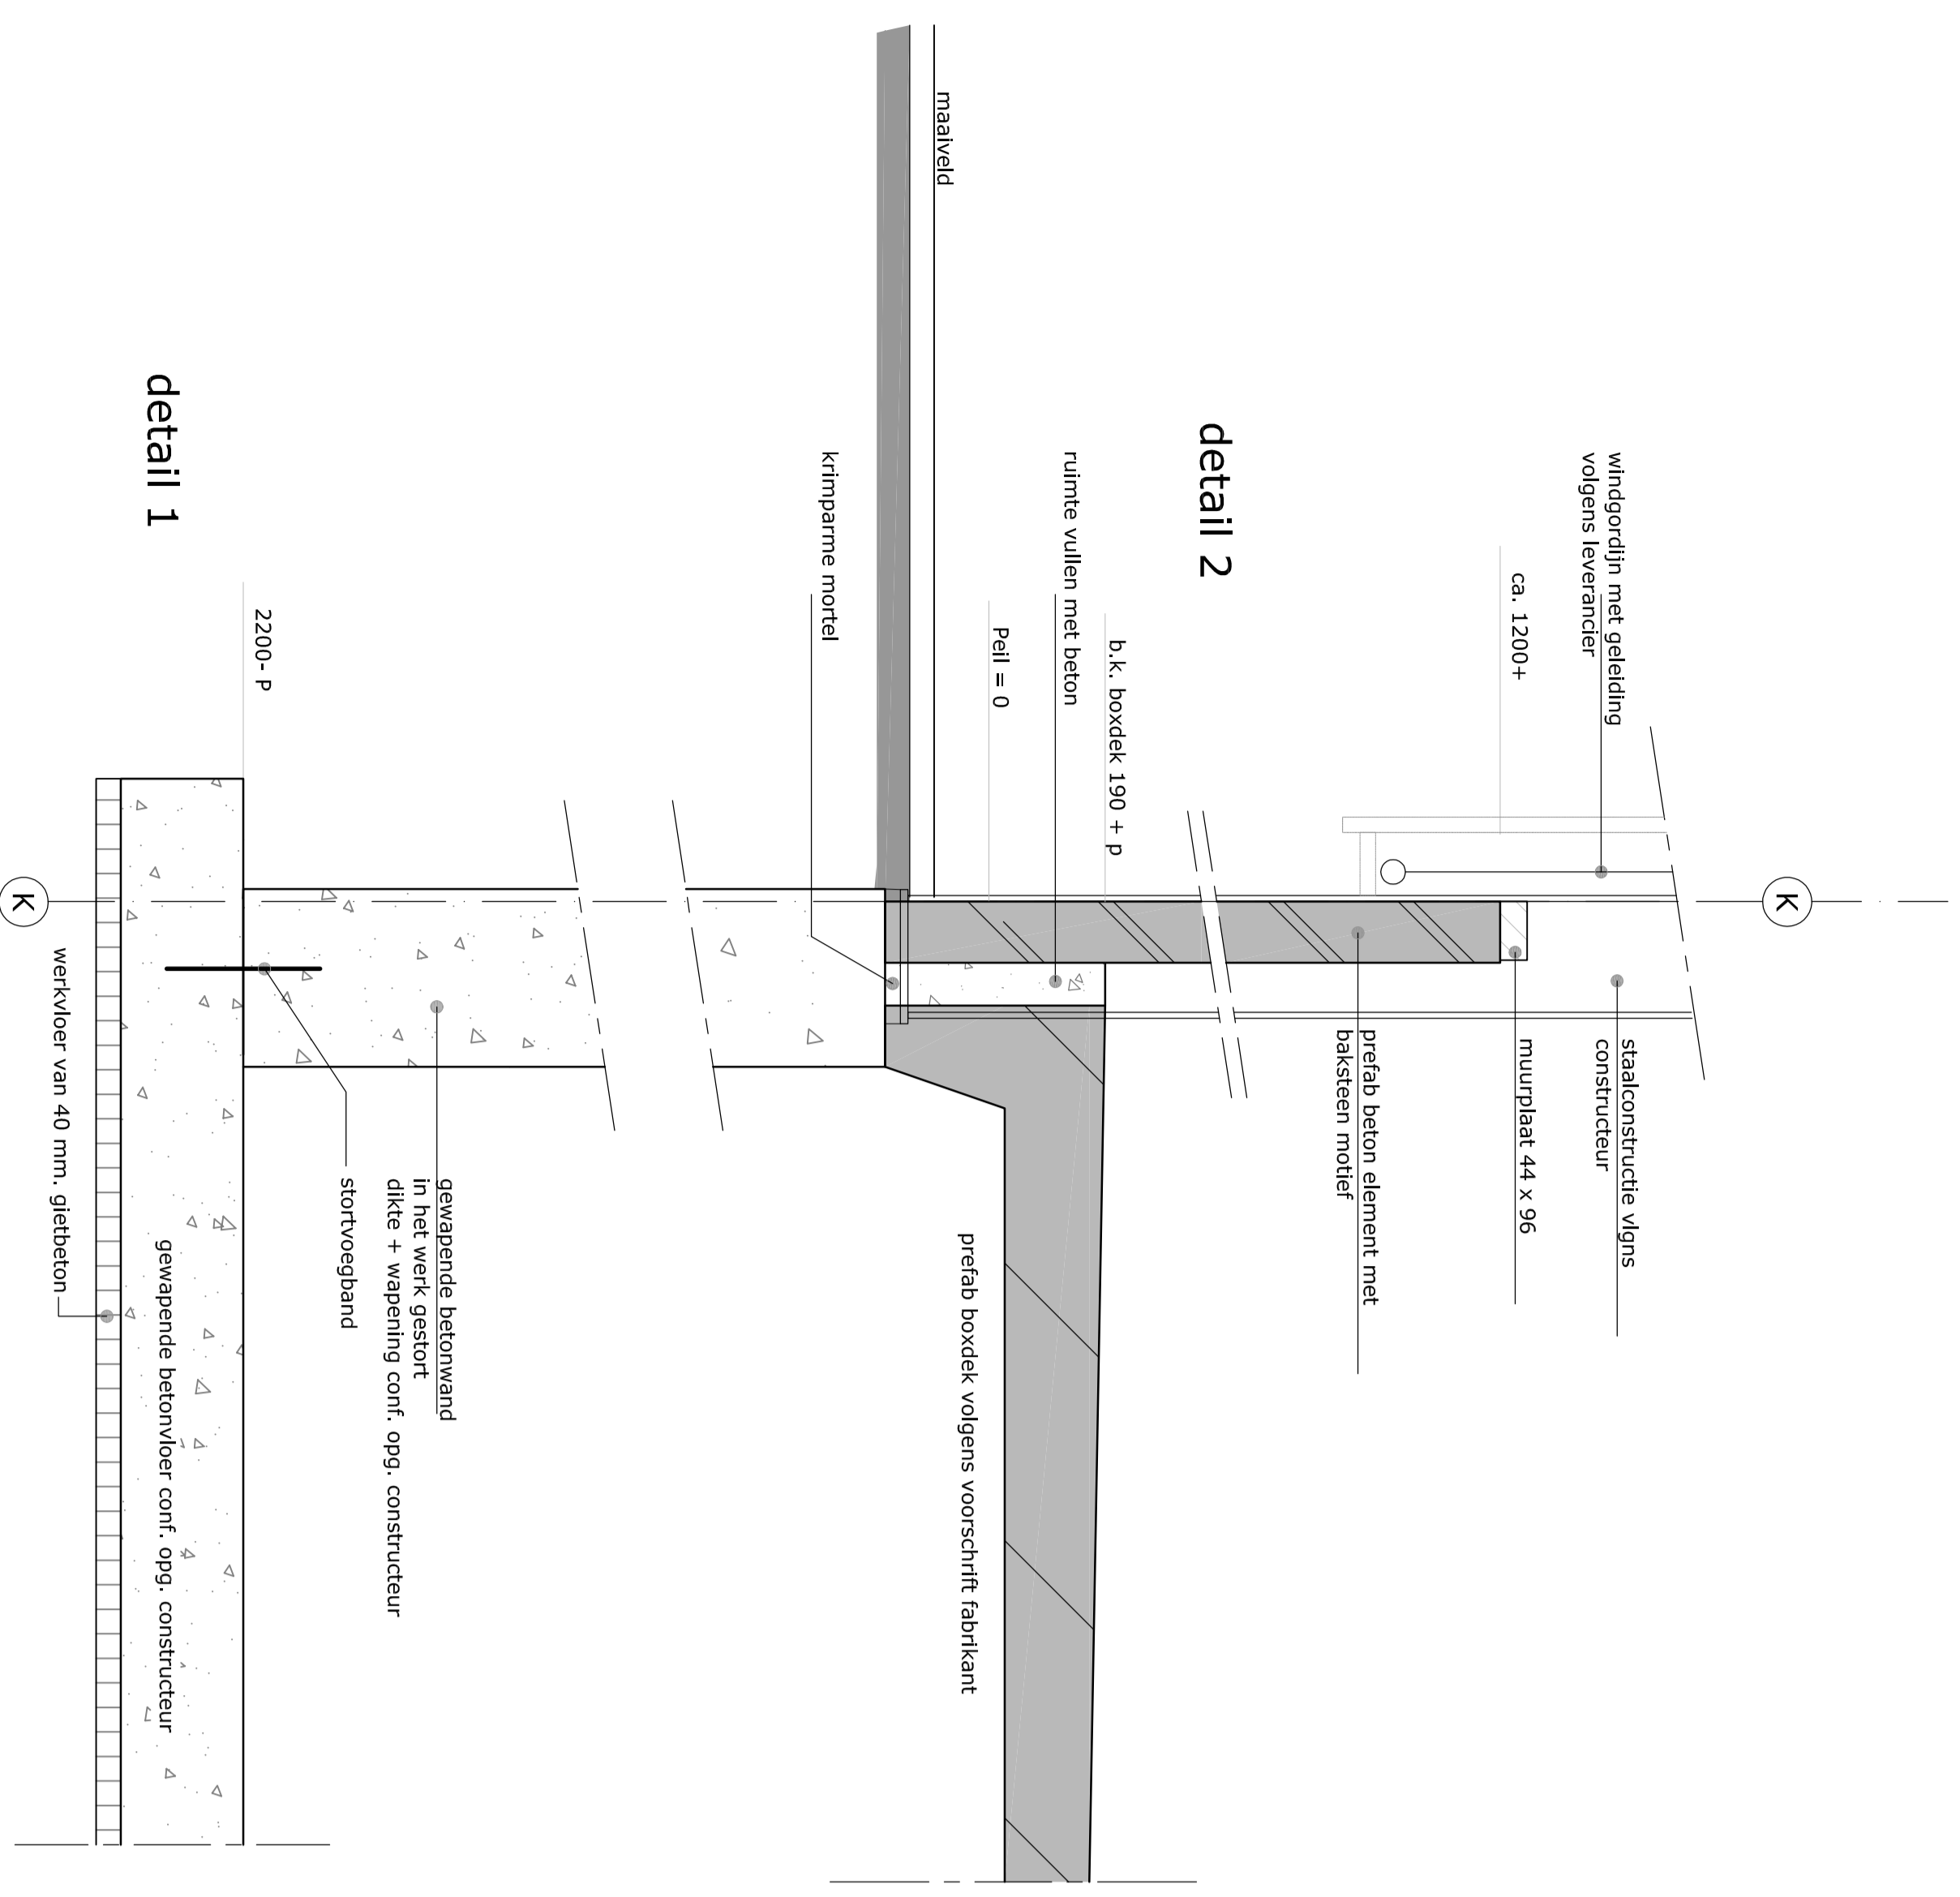 K
windgordijn met geleiding
volgens leverancier
staalconstructie vlgns
constructeur
ca. 1200+
muurplaat 44 x 96
prefab beton element met
baksteen motief
detail 2
b.k. boxdek 190 + p
ruimte vullen met beton
Peil = 0
maaiveld
prefab boxdek volgens voorschrift fabrikant
krimparme mortel
gewapende betonwand
in het werk gestort
dikte + wapening conf. opg. constructeur
stortvoegband
2200- P
detail 1
gewapende betonvloer conf. opg. constructeur
werkvloer van 40 mm. gietbeton
K